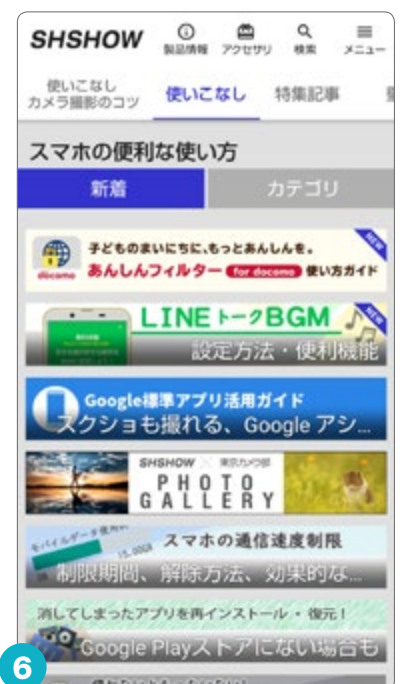 SHSHOW
製品情報 アクセサリ 検索 メニュー
使いこなし
カメラ撮影のコツ
使いこなし 特集記事
スマホの便利な使い方
新着 カテゴリ
子どものまいにちに、もっとあんしんを。
NEW
docomo
あんしんフィルター for docomo 使い方ガイド
LINEトークBGM
NEW
設定方法・便利機能
Google標準アプリ活用ガイド
スクショも撮れる、Google アシ...
SHSHOW × 東京カメラ部
PHOTO
GALLERY
モバイルデータ使用
15.00GB
スマホの通信速度制限
制限期間、解除方法、効果的な...
消してしまったアプリを再インストール・復元!
Google Playストアにない場合も
6